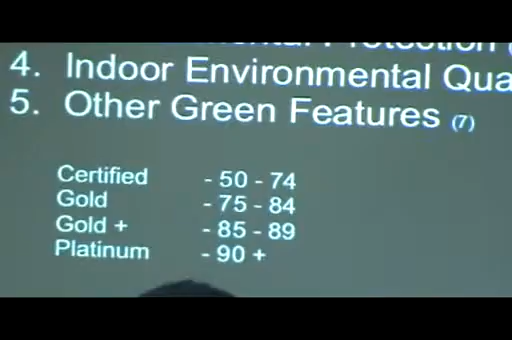 Protection
4. Indoor Environmental Qua
5. Other Green Features (7)
Certified - 50 - 74
Gold - 75 - 84
Gold + - 85 - 89
Platinum - 90 +